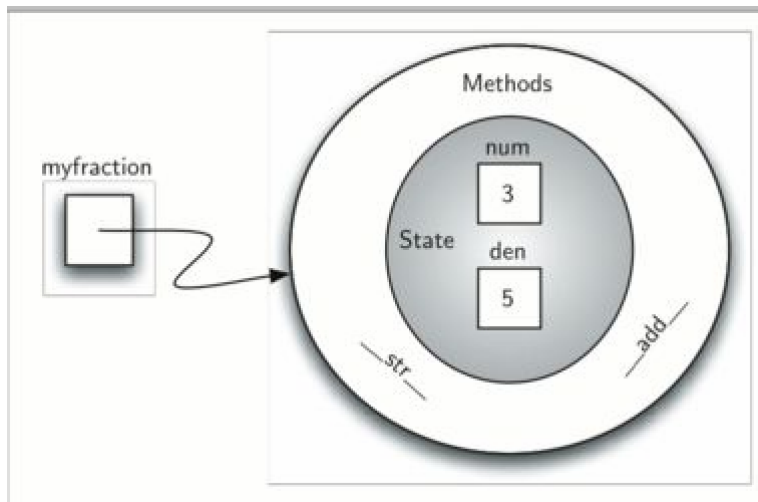 Methods
myfraction
num
3
State
den
5
__str__
__add__